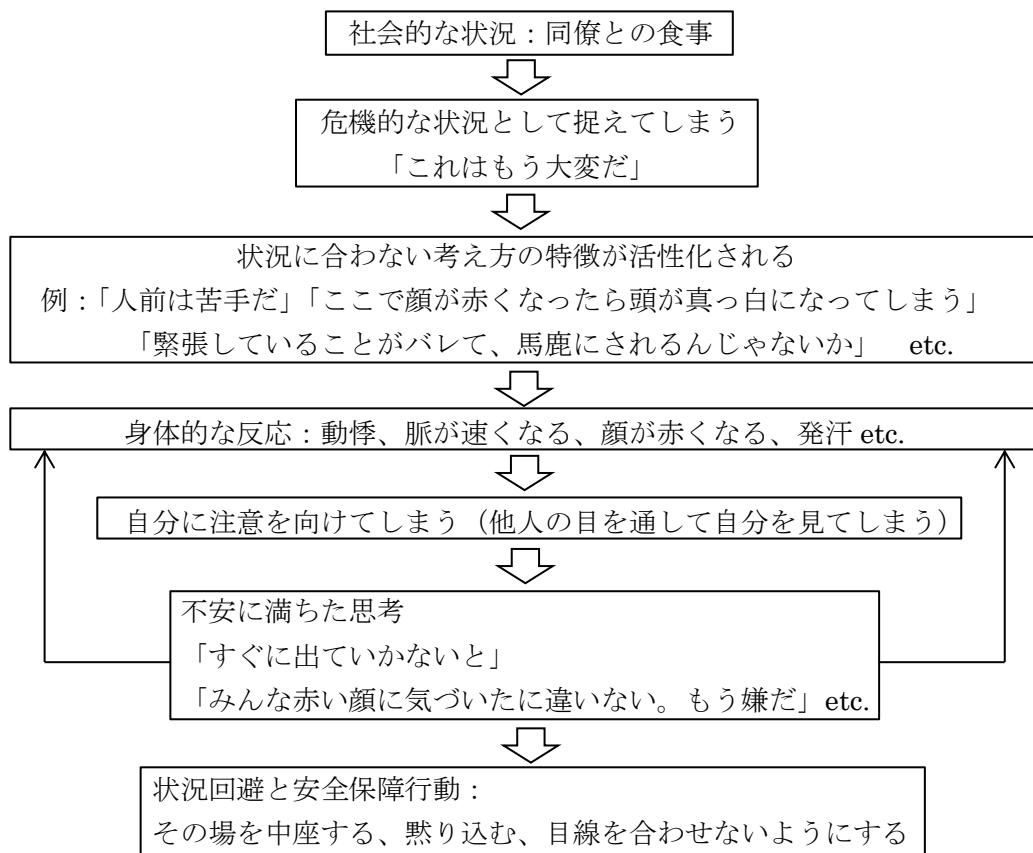 社会的な状況：同僚との食事
危機的な状況として捉えてしまう
「これはもう大変だ」
状況に合わない考え方の特徴が活性化される
例：「人前は苦手だ」「ここで顔が赤くなったら頭が真っ白になってしまう」
「緊張していることがバレて、馬鹿にされるんじゃないか」　etc.
身体的な反応：動悸、脈が速くなる、顔が赤くなる、発汗 etc.
自分に注意を向けてしまう（他人の目を通して自分を見てしまう）
不安に満ちた思考
「すぐに出ていかないと」
「みんな赤い顔に気づいたに違いない。もう嫌だ」etc.
状況回避と安全保障行動：
その場を中座する、黙り込む、目線を合わせないようにする